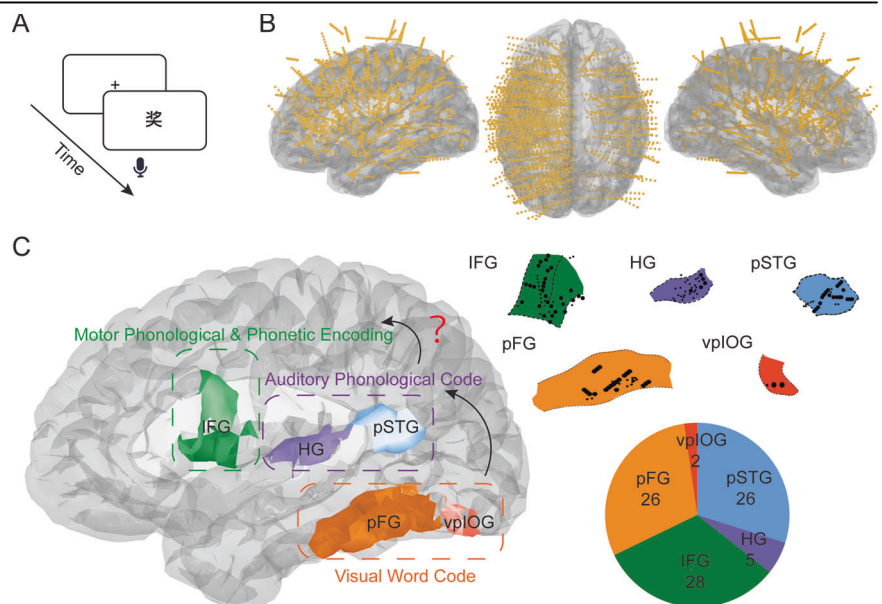 A
+
奖
Time
B
C
Motor Phonological & Phonetic Encoding
?
Auditory Phonological Code
IFG
HG
pSTG
pFG
vpIOG
Visual Word Code
IFG
HG
pSTG
pFG
vpIOG
vpIOG
2
pFG
26
pSTG
26
HG
5
IFG
28